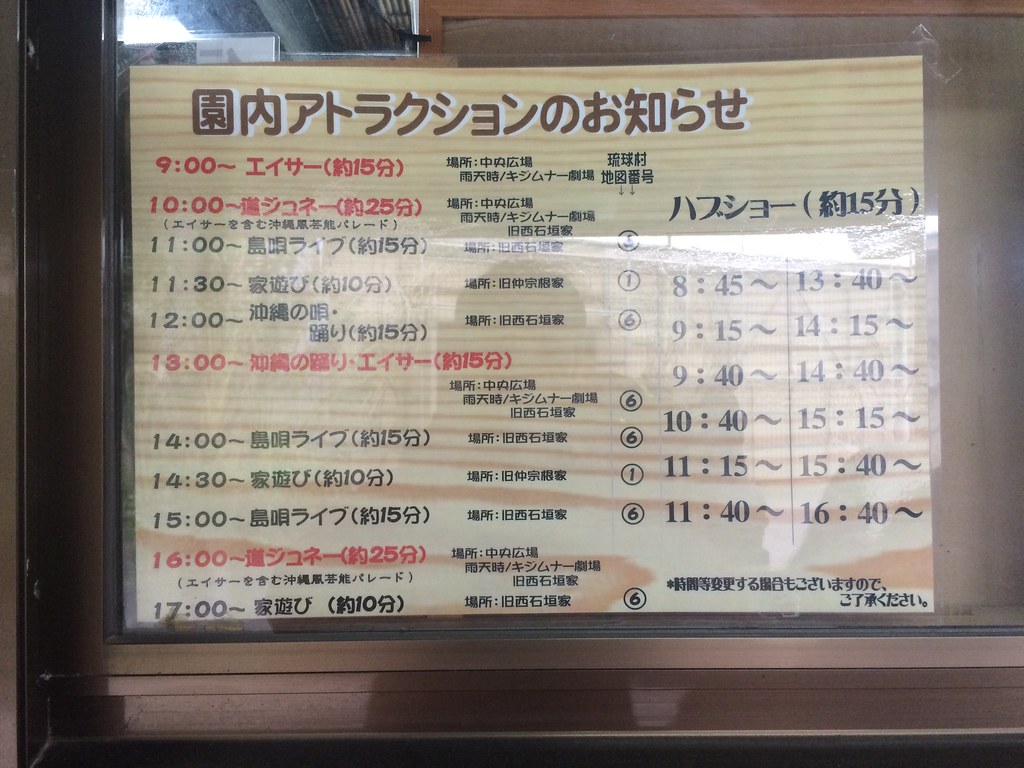 園内アトラクションのお知らせ
9:00～ エイサー(約15分) 場所:中央広場
雨天時/キジムナー劇場
琉球村
地図番号
↓↓
10:00～道ジュネー(約25分) 場所:中央広場
(エイサーを含む沖縄風芸能パレード) 雨天時/キジムナー劇場
旧西石垣家
11:00～島唄ライブ(約15分) 場所:旧西石垣家
11:30～家遊び(約10分) 場所:旧仲宗根家 ①
12:00～沖縄の唄・
踊り(約15分) 場所:旧西石垣家 ⑥
13:00～沖縄の踊り・エイサー(約15分)
場所:中央広場
雨天時/キジムナー劇場
旧西石垣家 ⑥
14:00～島唄ライブ(約15分) 場所:旧西石垣家 ⑥
14:30～家遊び(約10分) 場所:旧仲宗根家 ①
15:00～島唄ライブ(約15分) 場所:旧西石垣家 ⑥
16:00～道ジュネー(約25分) 場所:中央広場
(エイサーを含む沖縄風芸能パレード) 雨天時/キジムナー劇場
旧西石垣家
17:00～ 家遊び (約10分) 場所:旧西石垣家 ⑥
ハブショー(約15分)
8:45～ 13:40～
9:15～ 14:15～
9:40～ 14:40～
10:40～ 15:15～
11:15～ 15:40～
11:40～ 16:40～
*時間等変更する場合もございますので、
ご了承ください。